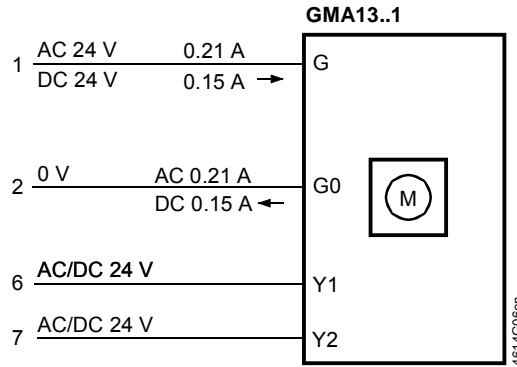 GMA13..1
AC 24 V 0.21 A
1 G
DC 24 V 0.15 A →
0 V AC 0.21 A
2 G0
DC 0.15 A ←
M
AC/DC 24 V
6 Y1
AC/DC 24 V
7 Y2
4614G06en